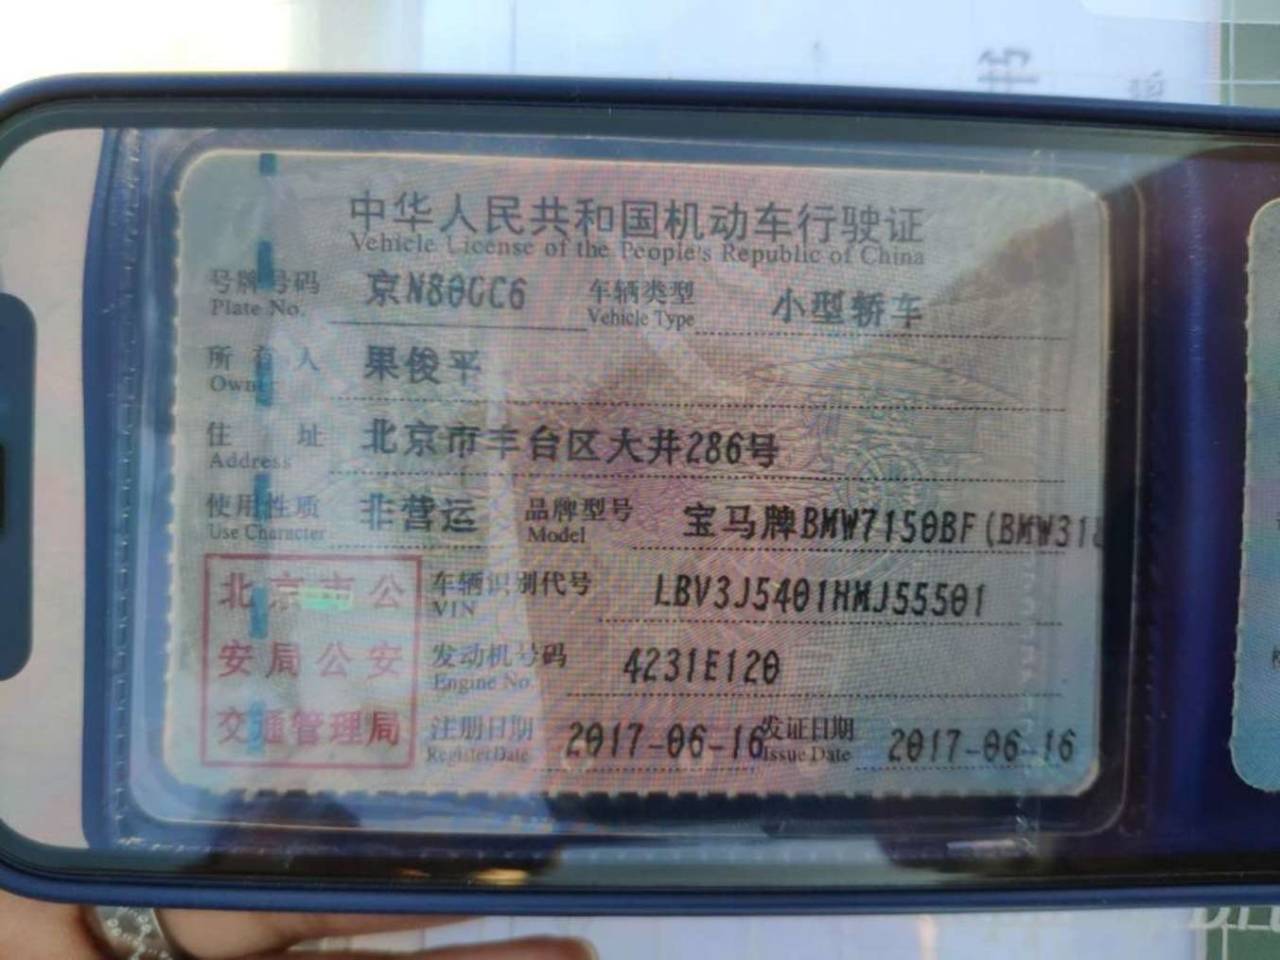 中华人民共和国机动车行驶证
Vehicle License of the People's Republic of China
号牌号码 京N80CC6 车辆类型 小型轿车
Plate No. Vehicle Type
所有人 果俊平
Owner
住址 北京市丰台区大井286号
Address
使用性质 非营运 品牌型号 宝马牌BMW7150BF(BMW318
Use Character Model
北京市公 车辆识别代号 LBV3J5401HMJ55501
VIN
安局公安 发动机号码 4231E120
Engine No.
交通管理局 注册日期 2017-06-16 发证日期 2017-06-16
Register Date Issue Date